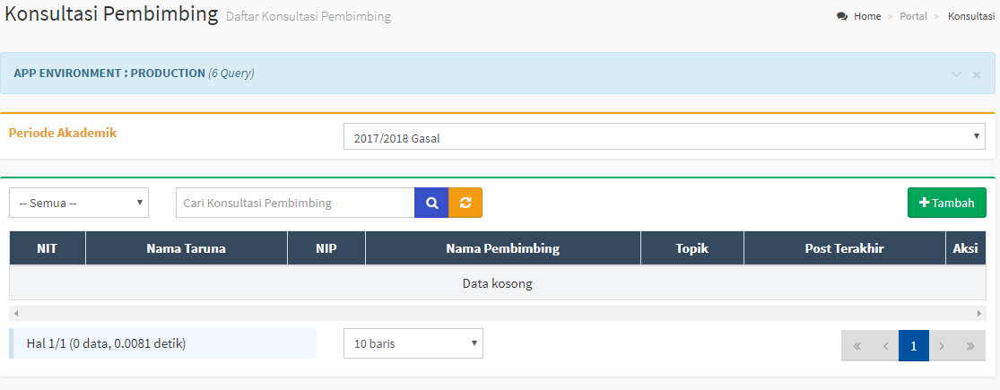 Konsultasi Pembimbing Daftar Konsultasi Pembimbing
Home > Portal > Konsultasi
APP ENVIRONMENT : PRODUCTION (6 Query)
Periode Akademik
2017/2018 Gasal
-- Semua --
Cari Konsultasi Pembimbing
Tambah
NIT Nama Taruna NIP Nama Pembimbing Topik Post Terakhir Aksi
Data kosong
Hal 1/1 (0 data, 0.0081 detik)
10 baris
« < 1 > »